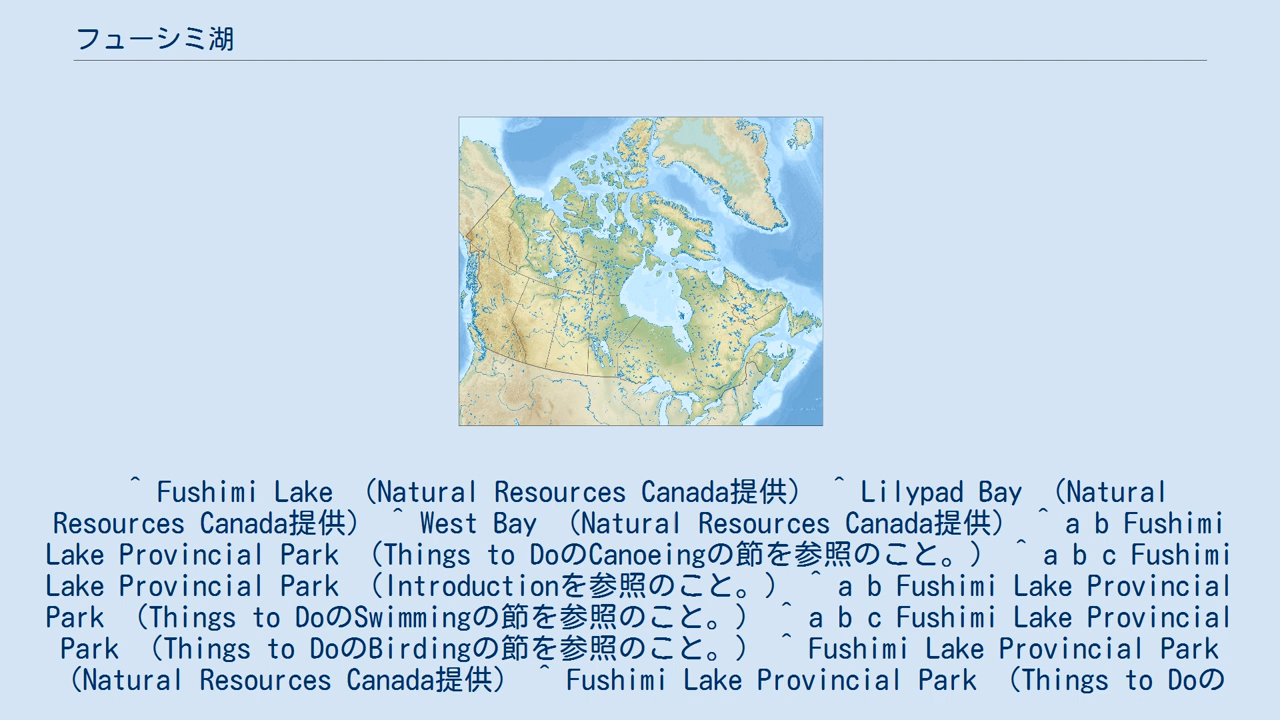 フューシミ湖
^ Fushimi Lake （Natural Resources Canada提供） ^ Lilypad Bay （Natural
Resources Canada提供） ^ West Bay （Natural Resources Canada提供） ^ a b Fushimi
Lake Provincial Park （Things to DoのCanoeingの節を参照のこと。） ^ a b c Fushimi
Lake Provincial Park （Introductionを参照のこと。） ^ a b Fushimi Lake Provincial
Park （Things to DoのSwimmingの節を参照のこと。） ^ a b c Fushimi Lake Provincial
Park （Things to DoのBirdingの節を参照のこと。） ^ Fushimi Lake Provincial Park
（Natural Resources Canada提供） ^ Fushimi Lake Provincial Park （Things to Doの